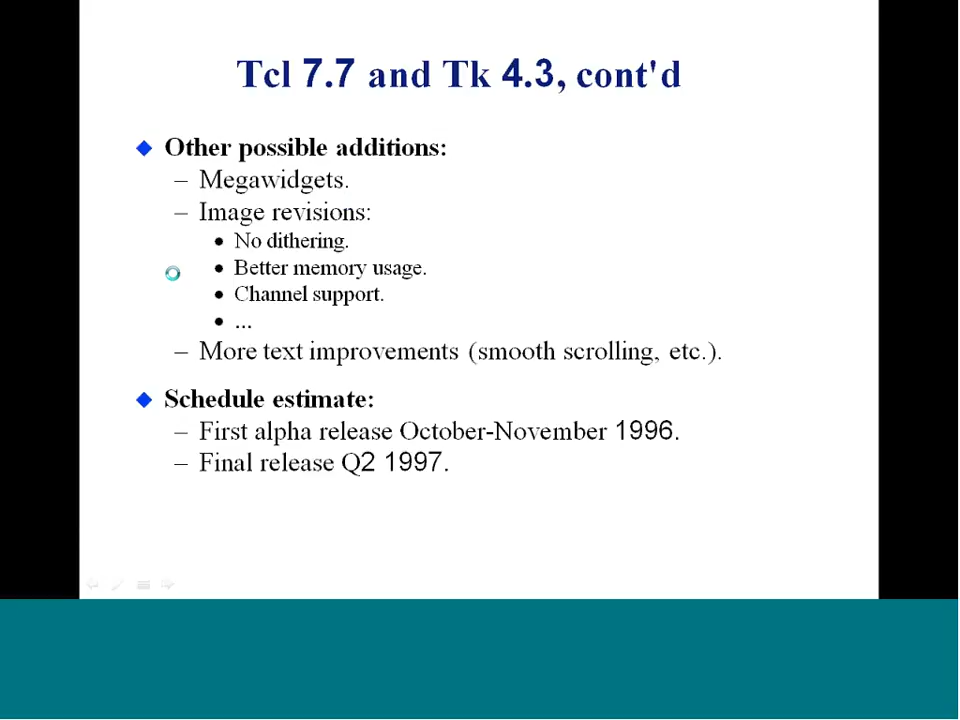 Tcl 7.7 and Tk 4.3, cont'd
◆ Other possible additions:
– Megawidgets.
– Image revisions:
• No dithering.
• Better memory usage.
• Channel support.
• ...
– More text improvements (smooth scrolling, etc.).
◆ Schedule estimate:
– First alpha release October-November 1996.
– Final release Q2 1997.